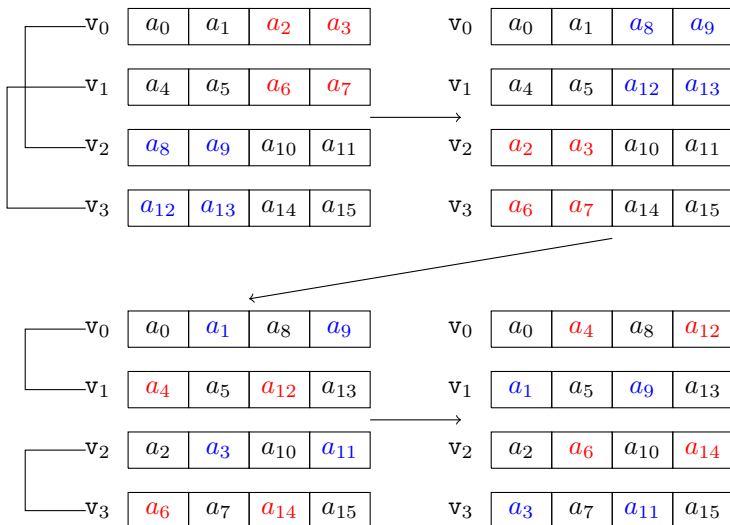 v₀ a₀ a₁ a₂ a₃ v₀ a₀ a₁ a₈ a₉
v₁ a₄ a₅ a₆ a₇ v₁ a₄ a₅ a₁₂ a₁₃
v₂ a₈ a₉ a₁₀ a₁₁ v₂ a₂ a₃ a₁₀ a₁₁
v₃ a₁₂ a₁₃ a₁₄ a₁₅ v₃ a₆ a₇ a₁₄ a₁₅
v₀ a₀ a₁ a₈ a₉ v₀ a₀ a₄ a₈ a₁₂
v₁ a₄ a₅ a₁₂ a₁₃ v₁ a₁ a₅ a₉ a₁₃
v₂ a₂ a₃ a₁₀ a₁₁ v₂ a₂ a₆ a₁₀ a₁₄
v₃ a₆ a₇ a₁₄ a₁₅ v₃ a₃ a₇ a₁₁ a₁₅